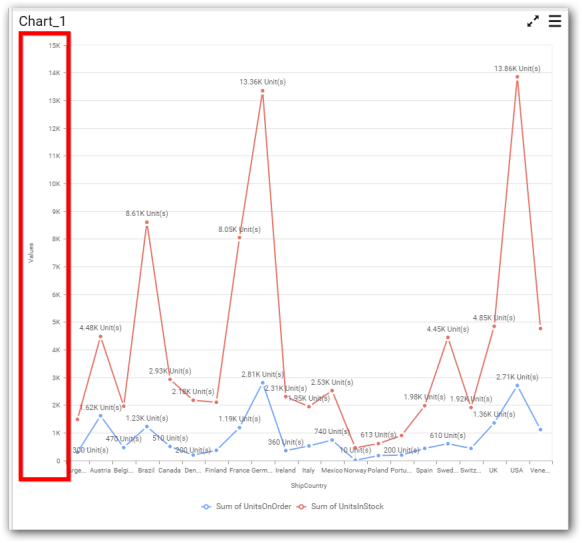 Chart_1
15K
14K
13K
12K
11K
10K
9K
8K
7K
6K
5K
4K
3K
2K
1K
0
Values
13.86K Unit(s)
13.36K Unit(s)
8.61K Unit(s)
8.05K Unit(s)
4.85K Unit(s)
4.48K Unit(s)
4.45K Unit(s)
2.93K Unit(s)
2.81K Unit(s)
2.71K Unit(s)
2.53K Unit(s)
2.31K Unit(s)
2.18K Unit(s)
1.95K Unit(s)
1.98K Unit(s)
1.92K Unit(s)
1.62K Unit(s)
1.36K Unit(s)
1.23K Unit(s)
1.19K Unit(s)
740 Unit(s)
613 Unit(s)
610 Unit(s)
470 Unit(s)
510 Unit(s)
360 Unit(s)
300 Unit(s)
200 Unit(s)
10 Unit(s)
200 Unit(s)
Austria Belgi... Brazil Canada Den... Finland France Germ... Ireland Italy Mexico Norway Poland Portu... Spain Swed... Switz... UK USA Vene...
ShipCountry
Sum of UnitsOnOrder Sum of UnitsInStock